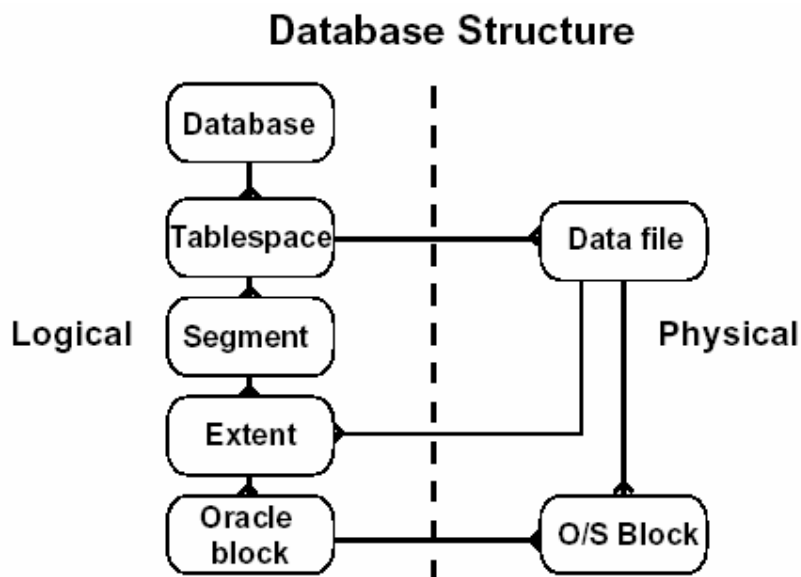 Database Structure
Database
Tablespace
Data file
Logical
Segment
Physical
Extent
Oracle
block
O/S Block